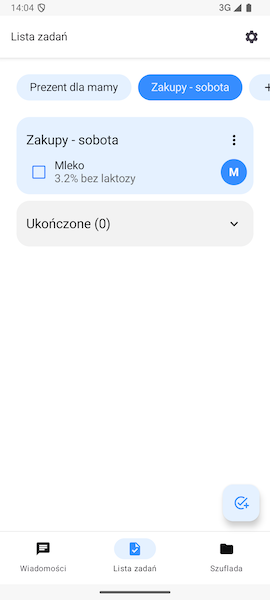 14:04
3G
Lista zadań
Prezent dla mamy
Zakupy - sobota
+
Zakupy - sobota
Mleko
3.2% bez laktozy
M
Ukończone (0)
Wiadomości
Lista zadań
Szuflada